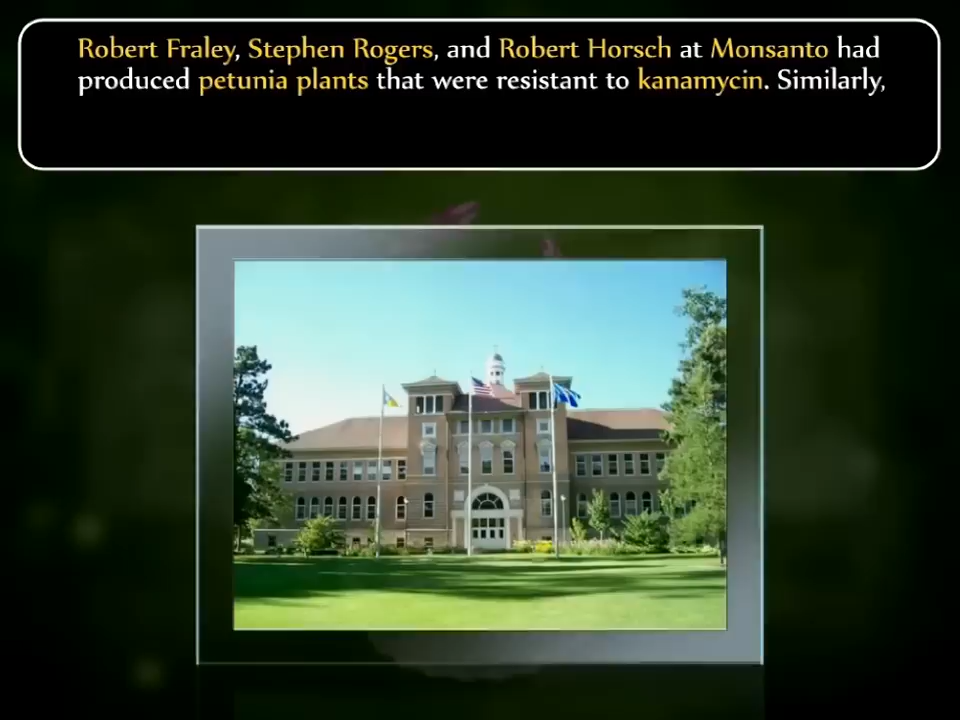 Robert Fraley, Stephen Rogers, and Robert Horsch at Monsanto had
produced petunia plants that were resistant to kanamycin. Similarly,